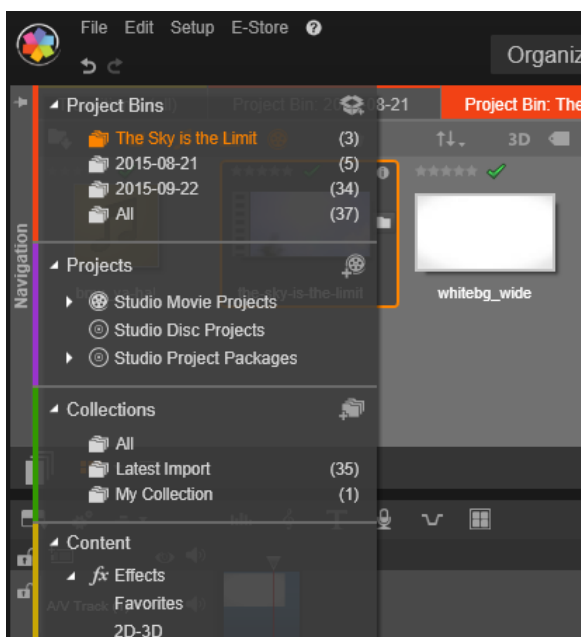 File Edit Setup E-Store ?
Organiz
Project Bins
Project Bin: 20 08-21
Project Bin: The
The Sky is the Limit (3)
3D
2015-08-21 (5)
2015-09-22 (34)
All (37)
Navigation
Projects
Studio Movie Projects
the-sky-is-the-limit
whitebg_wide
Studio Disc Projects
Studio Project Packages
Collections
All
Latest Import (35)
My Collection (1)
Content
fx Effects
A/V Track
Favorites
2D-3D